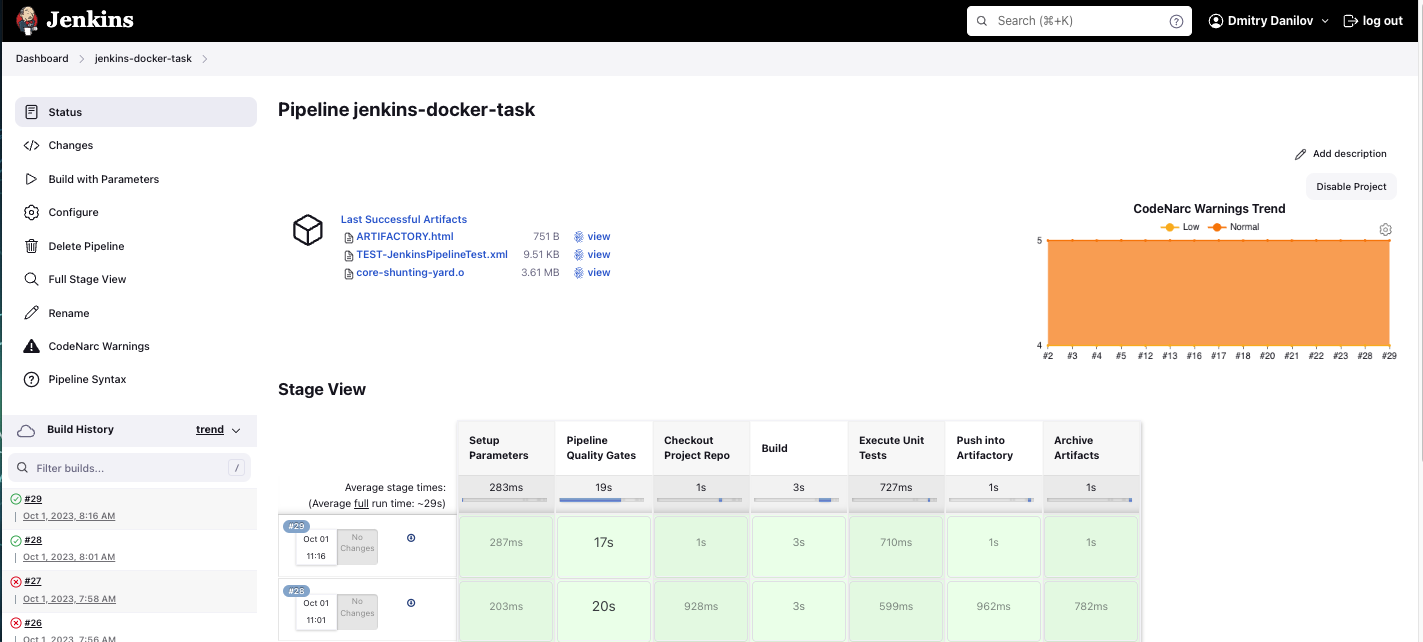 Jenkins
Search (⌘+K)
Dmitry Danilov
log out
Dashboard
jenkins-docker-task
Status
Changes
Build with Parameters
Configure
Delete Pipeline
Full Stage View
Rename
CodeNarc Warnings
Pipeline Syntax
Build History
trend
Filter builds...
/
#29
Oct 1, 2023, 8:16 AM
#28
Oct 1, 2023, 8:01 AM
#27
Oct 1, 2023, 7:58 AM
#26
Oct 1, 2023, 7:56 AM
Pipeline jenkins-docker-task
Add description
Disable Project
Last Successful Artifacts
ARTIFACTORY.html 751 B view
TEST-JenkinsPipelineTest.xml 9.51 KB view
core-shunting-yard.o 3.61 MB view
CodeNarc Warnings Trend
Low Normal
5
4
#2 #3 #4 #5 #12 #13 #16 #17 #18 #20 #21 #22 #23 #28 #29
Stage View
Setup Parameters
Pipeline Quality Gates
Checkout Project Repo
Build
Execute Unit Tests
Push into Artifactory
Archive Artifacts
Average stage times:
(Average full run time: ~29s)
283ms 19s 1s 3s 727ms 1s 1s
#29
Oct 01
11:16
No Changes
287ms 17s 1s 3s 710ms 1s 1s
#28
Oct 01
11:01
No Changes
203ms 20s 928ms 3s 599ms 962ms 782ms